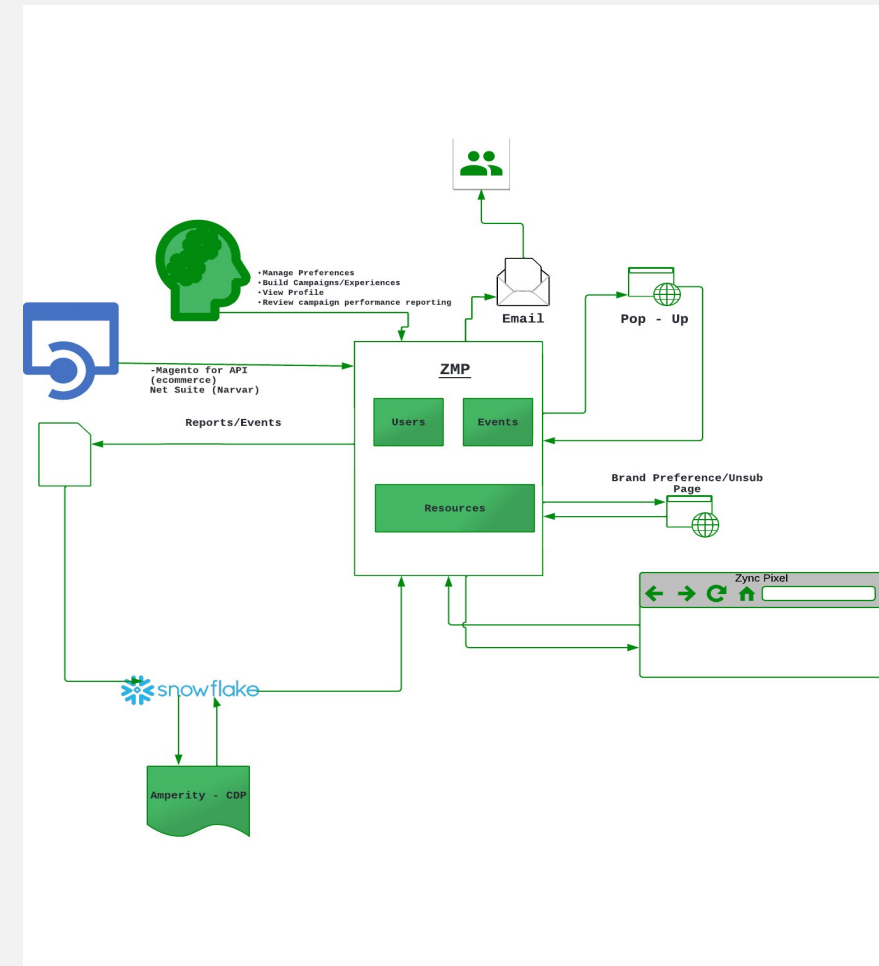 •Manage Preferences
•Build Campaigns/Experiences
•View Profile
•Review campaign performance reporting
Email
Pop - Up
-Magento for API
(ecommerce)
Net Suite (Narvar)
ZMP
Users
Events
Reports/Events
Resources
Brand Preference/Unsub
Page
Zync Pixel
snowflake
Amperity - CDP